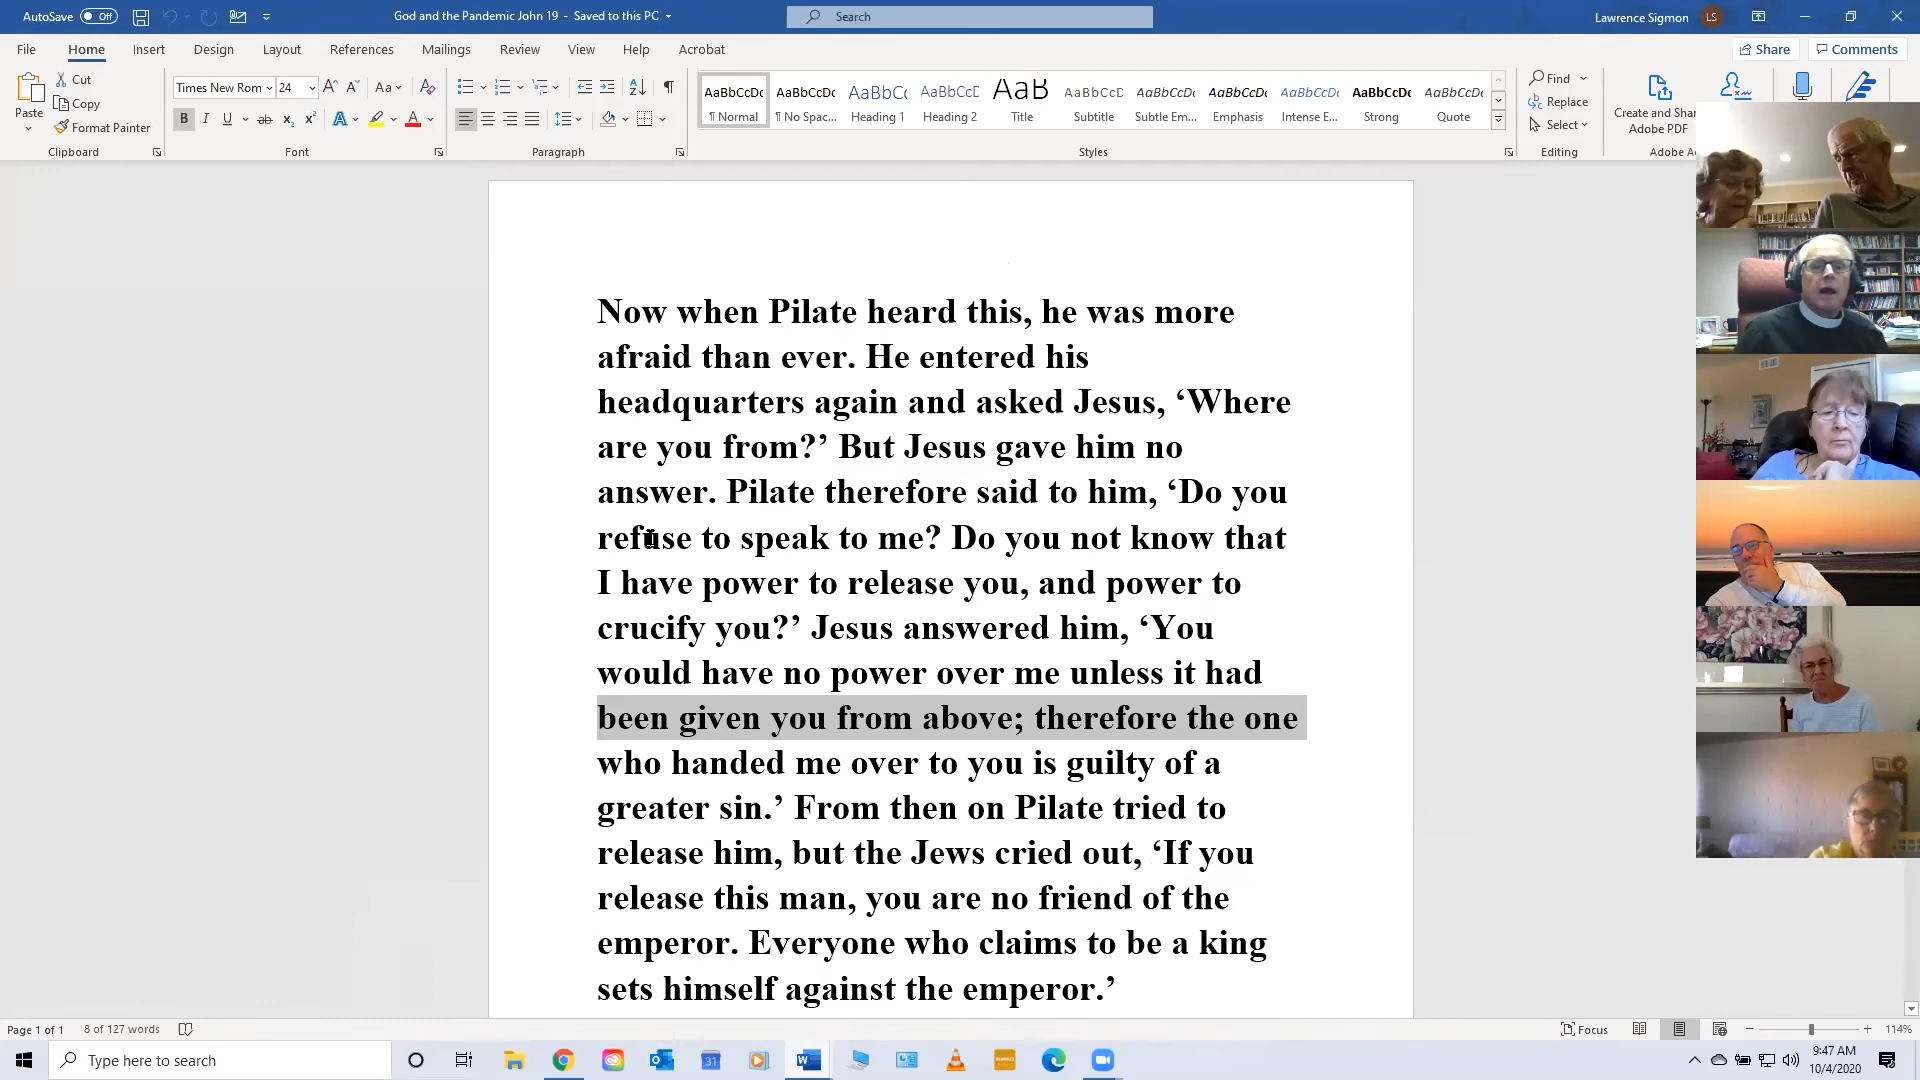 AutoSave Off God and the Pandemic John 19 - Saved to this PC Search Lawrence Sigmon LS
File Home Insert Design Layout References Mailings Review View Help Acrobat Share Comments
Paste Cut Copy Format Painter
Times New Rom 24
AaBbCcDc AaBbCcDc AaBbCc AaBbCcD AaB AaBbCcD AaBbCcDc AaBbCcDc AaBbCcDc AaBbCcDc AaBbCcDc
¶ Normal ¶ No Spac... Heading 1 Heading 2 Title Subtitle Subtle Em... Emphasis Intense E... Strong Quote
Find Replace Select
Create and Shar
Adobe PDF
Clipboard Font Paragraph Styles Editing Adobe A
Now when Pilate heard this, he was more
afraid than ever. He entered his
headquarters again and asked Jesus, ‘Where
are you from?’ But Jesus gave him no
answer. Pilate therefore said to him, ‘Do you
refuse to speak to me? Do you not know that
I have power to release you, and power to
crucify you?’ Jesus answered him, ‘You
would have no power over me unless it had
been given you from above; therefore the one
who handed me over to you is guilty of a
greater sin.’ From then on Pilate tried to
release him, but the Jews cried out, ‘If you
release this man, you are no friend of the
emperor. Everyone who claims to be a king
sets himself against the emperor.’
Page 1 of 1 8 of 127 words Focus 114%
Type here to search
9:47 AM
10/4/2020